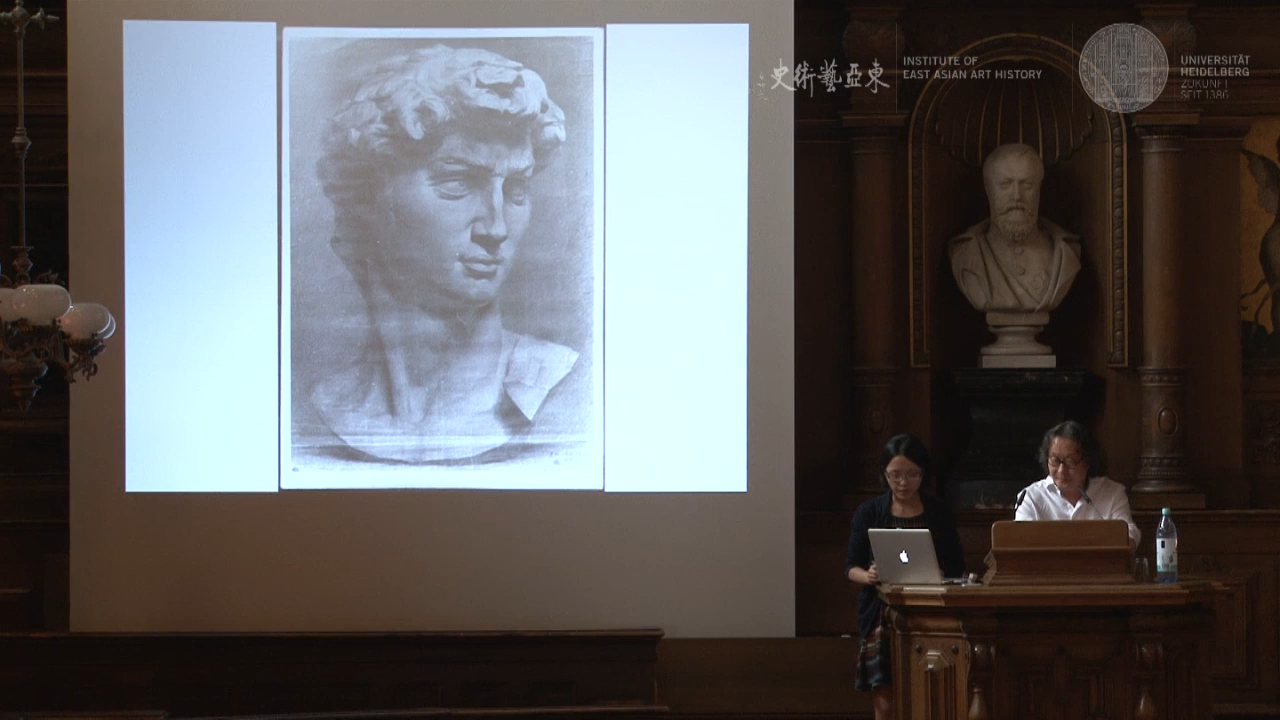 東亞藝術史
INSTITUTE OF
EAST ASIAN ART HISTORY
UNIVERSITÄT
HEIDELBERG
ZUKUNFT
SEIT 1386